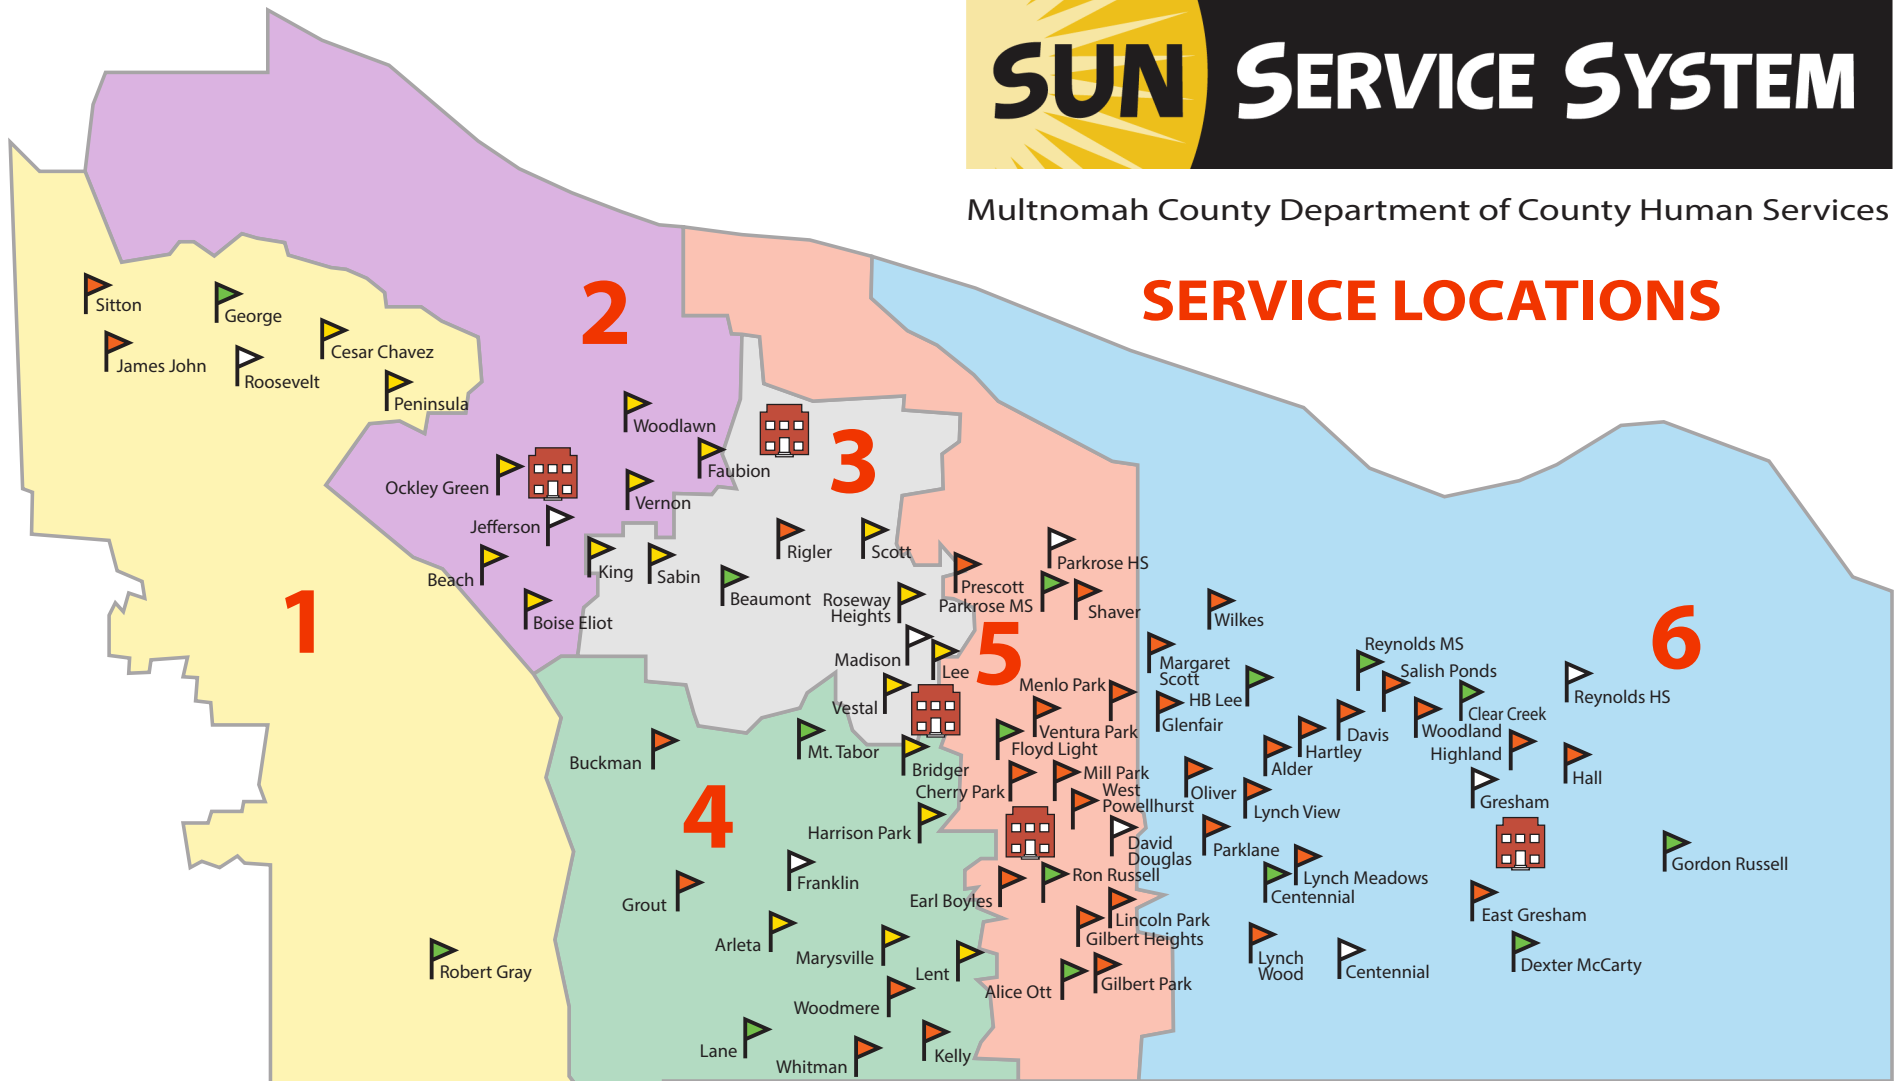 SUN SERVICE SYSTEM
Multnomah County Department of County Human Services
SERVICE LOCATIONS
1
Sitton
George
James John
Roosevelt
Cesar Chavez
Peninsula
Robert Gray
2
Woodlawn
Faubion
Ockley Green
Vernon
Jefferson
Beach
Boise Eliot
3
King
Sabin
Rigler
Scott
Beaumont
Roseway
Heights
Madison
Lee
Vestal
4
Buckman
Mt. Tabor
Bridger
Harrison Park
Franklin
Grout
Arleta
Marysville
Lent
Woodmere
Lane
Whitman
Kelly
5
Parkrose HS
Prescott
Parkrose MS
Shaver
Menlo Park
Ventura Park
Floyd Light
Cherry Park
Mill Park
West
Powellhurst
David
Douglas
Ron Russell
Earl Boyles
Lincoln Park
Gilbert Heights
Alice Ott
Gilbert Park
6
Wilkes
Margaret
Scott
HB Lee
Glenfair
Reynolds MS
Salish Ponds
Reynolds HS
Clear Creek
Woodland
Davis
Hartley
Highland
Alder
Hall
Oliver
Lynch View
Gresham
Parklane
Lynch Meadows
Centennial
Gordon Russell
East Gresham
Lynch
Wood
Centennial
Dexter McCarty